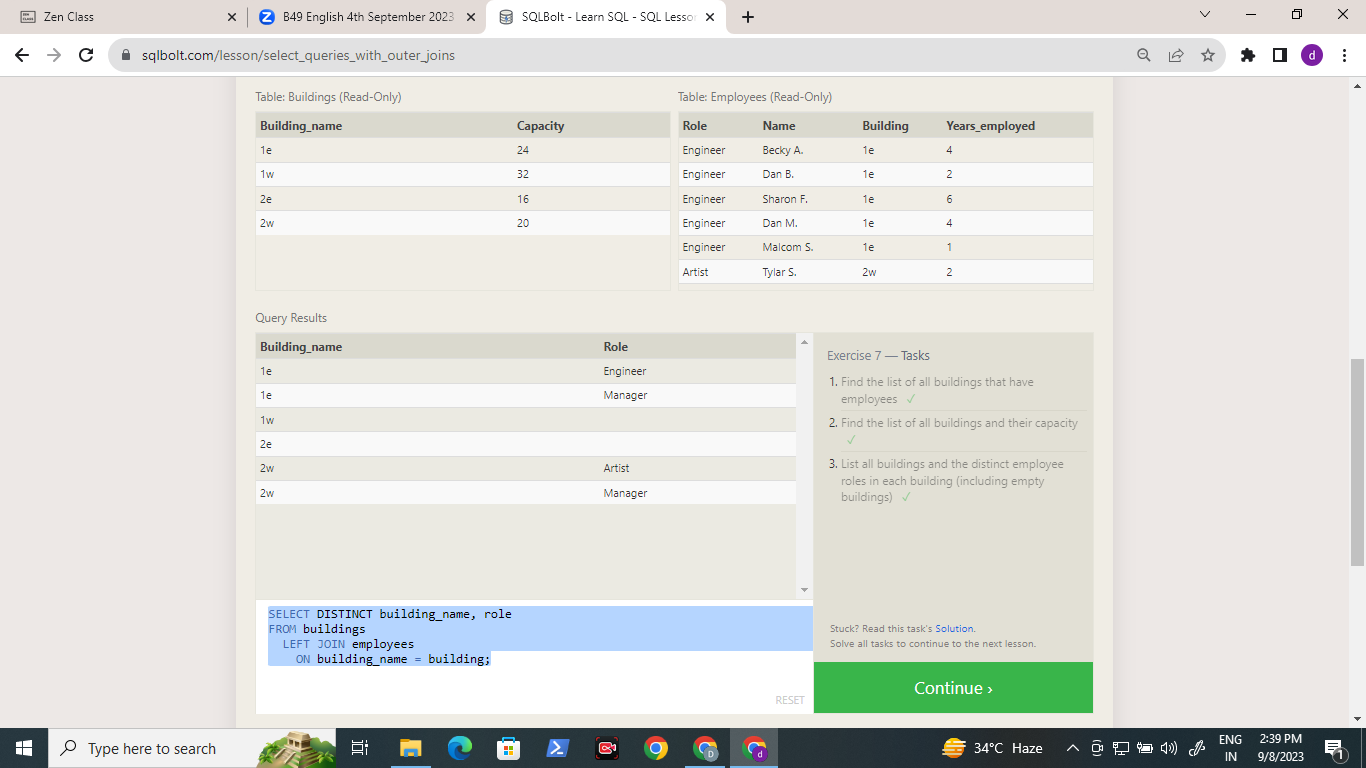 Zen Class
B49 English 4th September 2023
SQLBolt - Learn SQL - SQL Lesso
sqlbolt.com/lesson/select_queries_with_outer_joins
d
Table: Buildings (Read-Only)
Building_name Capacity
1e 24
1w 32
2e 16
2w 20
Table: Employees (Read-Only)
Role Name Building Years_employed
Engineer Becky A. 1e 4
Engineer Dan B. 1e 2
Engineer Sharon F. 1e 6
Engineer Dan M. 1e 4
Engineer Malcom S. 1e 1
Artist Tylar S. 2w 2
Query Results
Building_name Role
1e Engineer
1e Manager
1w
2e
2w Artist
2w Manager
Exercise 7 — Tasks
1. Find the list of all buildings that have
employees ✓
2. Find the list of all buildings and their capacity
✓
3. List all buildings and the distinct employee
roles in each building (including empty
buildings) ✓
SELECT DISTINCT building_name, role
FROM buildings
LEFT JOIN employees
ON building_name = building;
RESET
Stuck? Read this task's Solution.
Solve all tasks to continue to the next lesson.
Continue ›
Type here to search
34°C Haze
ENG
IN
2:39 PM
9/8/2023
1